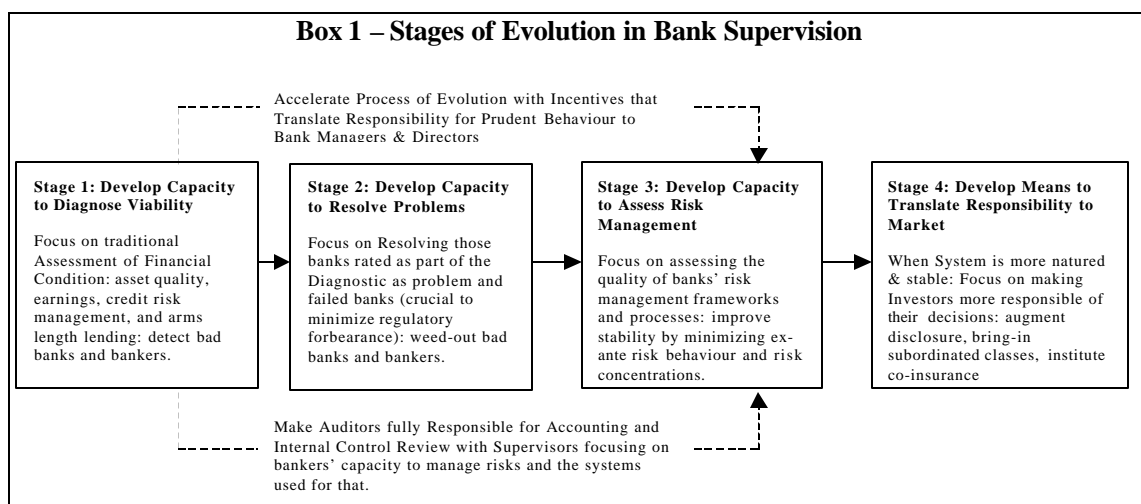 Box 1 – Stages of Evolution in Bank Supervision
Accelerate Process of Evolution with Incentives that
Translate Responsibility for Prudent Behaviour to
Bank Managers & Directors
Stage 1: Develop Capacity
to Diagnose Viability
Focus on traditional
Assessment of Financial
Condition: asset quality,
earnings, credit risk
management, and arms
length lending: detect bad
banks and bankers.
Stage 2: Develop Capacity
to Resolve Problems
Focus on Resolving those
banks rated as part of the
Diagnostic as problem and
failed banks (crucial to
minimize regulatory
forbearance): weed-out bad
banks and bankers.
Stage 3: Develop Capacity
to Assess Risk
Management
Focus on assessing the
quality of banks' risk
management frameworks
and processes: improve
stability by minimizing ex-
ante risk behaviour and risk
concentrations.
Stage 4: Develop Means to
Translate Responsibility to
Market
When System is more natured
& stable: Focus on making
Investors more responsible of
their decisions: augment
disclosure, bring-in
subordinated classes, institute
co-insurance
Make Auditors fully Responsible for Accounting and
Internal Control Review with Supervisors focusing on
bankers' capacity to manage risks and the systems
used for that.